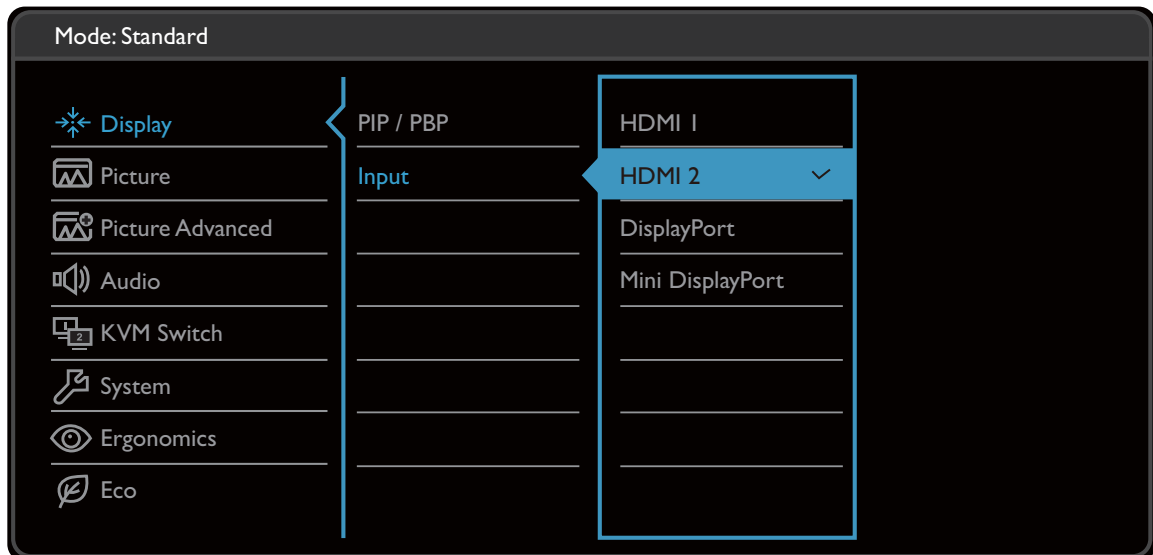 Mode: Standard
Display
Picture
Picture Advanced
Audio
KVM Switch
2
System
Ergonomics
Eco
PIP / PBP
Input
HDMI 1
HDMI 2
DisplayPort
Mini DisplayPort